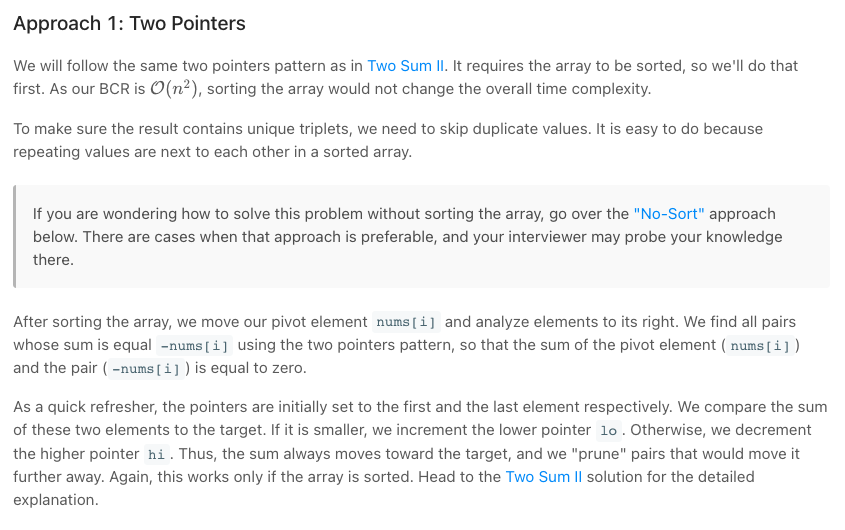 Approach 1: Two Pointers
We will follow the same two pointers pattern as in Two Sum II. It requires the array to be sorted, so we'll do that
first. As our BCR is O(n²), sorting the array would not change the overall time complexity.
To make sure the result contains unique triplets, we need to skip duplicate values. It is easy to do because
repeating values are next to each other in a sorted array.
If you are wondering how to solve this problem without sorting the array, go over the "No-Sort" approach
below. There are cases when that approach is preferable, and your interviewer may probe your knowledge
there.
After sorting the array, we move our pivot element nums[i] and analyze elements to its right. We find all pairs
whose sum is equal -nums[i] using the two pointers pattern, so that the sum of the pivot element ( nums[i] )
and the pair ( -nums[i] ) is equal to zero.
As a quick refresher, the pointers are initially set to the first and the last element respectively. We compare the sum
of these two elements to the target. If it is smaller, we increment the lower pointer lo . Otherwise, we decrement
the higher pointer hi . Thus, the sum always moves toward the target, and we "prune" pairs that would move it
further away. Again, this works only if the array is sorted. Head to the Two Sum II solution for the detailed
explanation.